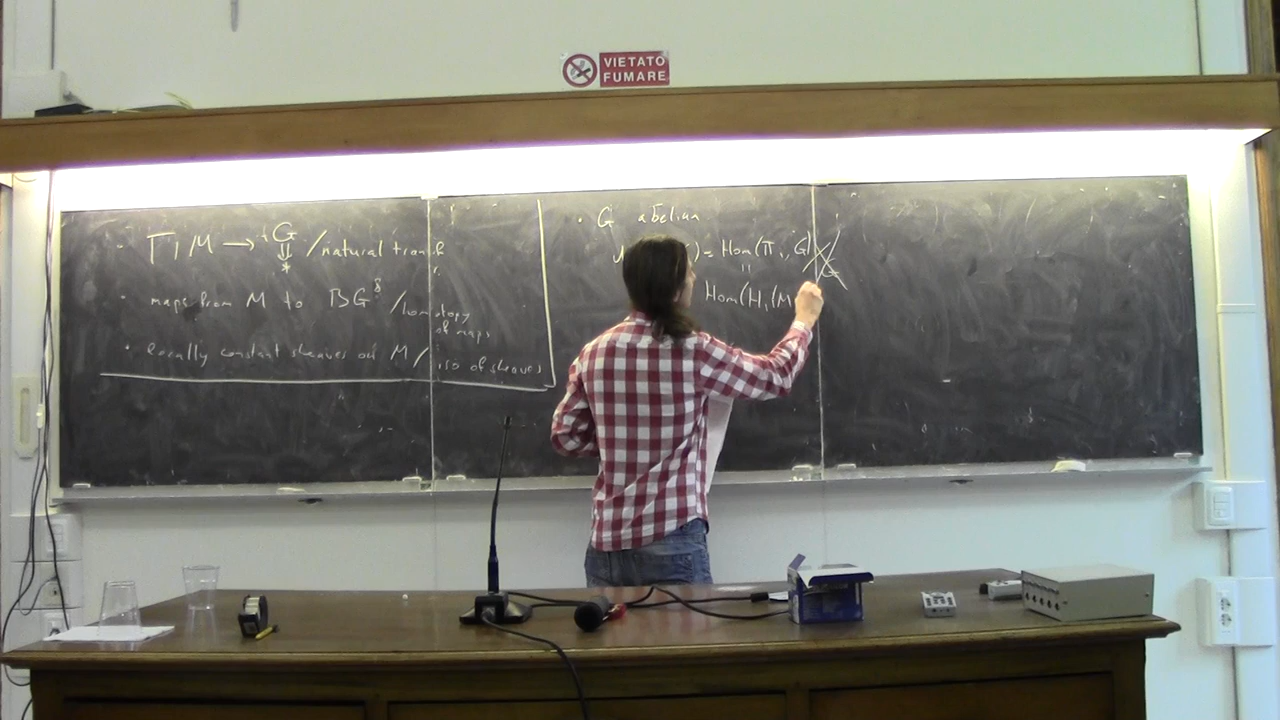 VIETATO
FUMARE
Π₁M → G / natural transf.
⇓
*
• maps from M to BG^δ / homotopy
of maps
• locally constant sheaves on M / iso of sheaves
• G abelian
) = Hom(π₁, G)
"
Hom(H₁(M